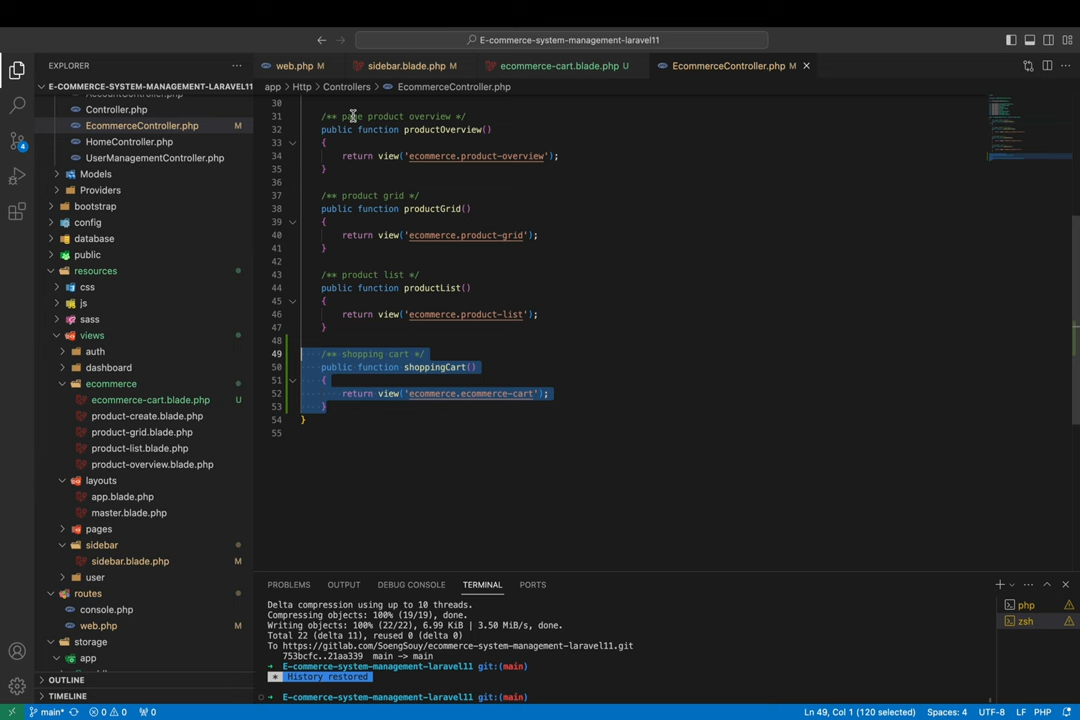 E-commerce-system-management-laravel11
EXPLORER
web.php M
sidebar.blade.php M
ecommerce-cart.blade.php U
EcommerceController.php M
E-COMMERCE-SYSTEM-MANAGEMENT-LARAVEL11
app > Http > Controllers > EcommerceController.php
Controller.php
EcommerceController.php M
HomeController.php
UserManagementController.php
Models
Providers
bootstrap
config
database
public
resources
css
js
sass
views
auth
dashboard
ecommerce
ecommerce-cart.blade.php U
product-create.blade.php
product-grid.blade.php
product-list.blade.php
product-overview.blade.php
layouts
app.blade.php
master.blade.php
pages
sidebar
sidebar.blade.php M
user
routes
console.php
web.php M
storage
app
OUTLINE
TIMELINE
4
30
31 /** page product overview */
32 public function productOverview()
33 {
34 return view('ecommerce.product-overview');
35 }
36
37 /** product grid */
38 public function productGrid()
39 {
40 return view('ecommerce.product-grid');
41 }
42
43 /** product list */
44 public function productList()
45 {
46 return view('ecommerce.product-list');
47 }
48
49 /** shopping cart */
50 public function shoppingCart()
51 {
52 return view('ecommerce.ecommerce-cart');
53 }
54 }
55
PROBLEMS OUTPUT DEBUG CONSOLE TERMINAL PORTS
Delta compression using up to 10 threads.
Compressing objects: 100% (19/19), done.
Writing objects: 100% (22/22), 6.99 KiB | 3.50 MiB/s, done.
Total 22 (delta 11), reused 0 (delta 0)
To https://gitlab.com/SoengSouy/ecommerce-system-management-laravel11.git
753bcfc..21aa339 main -> main
➜ E-commerce-system-management-laravel11 git:(main)
* History restored
➜ E-commerce-system-management-laravel11 git:(main)
php
zsh
main* 0 0 0 Ln 49, Col 1 (120 selected) Spaces: 4 UTF-8 LF PHP